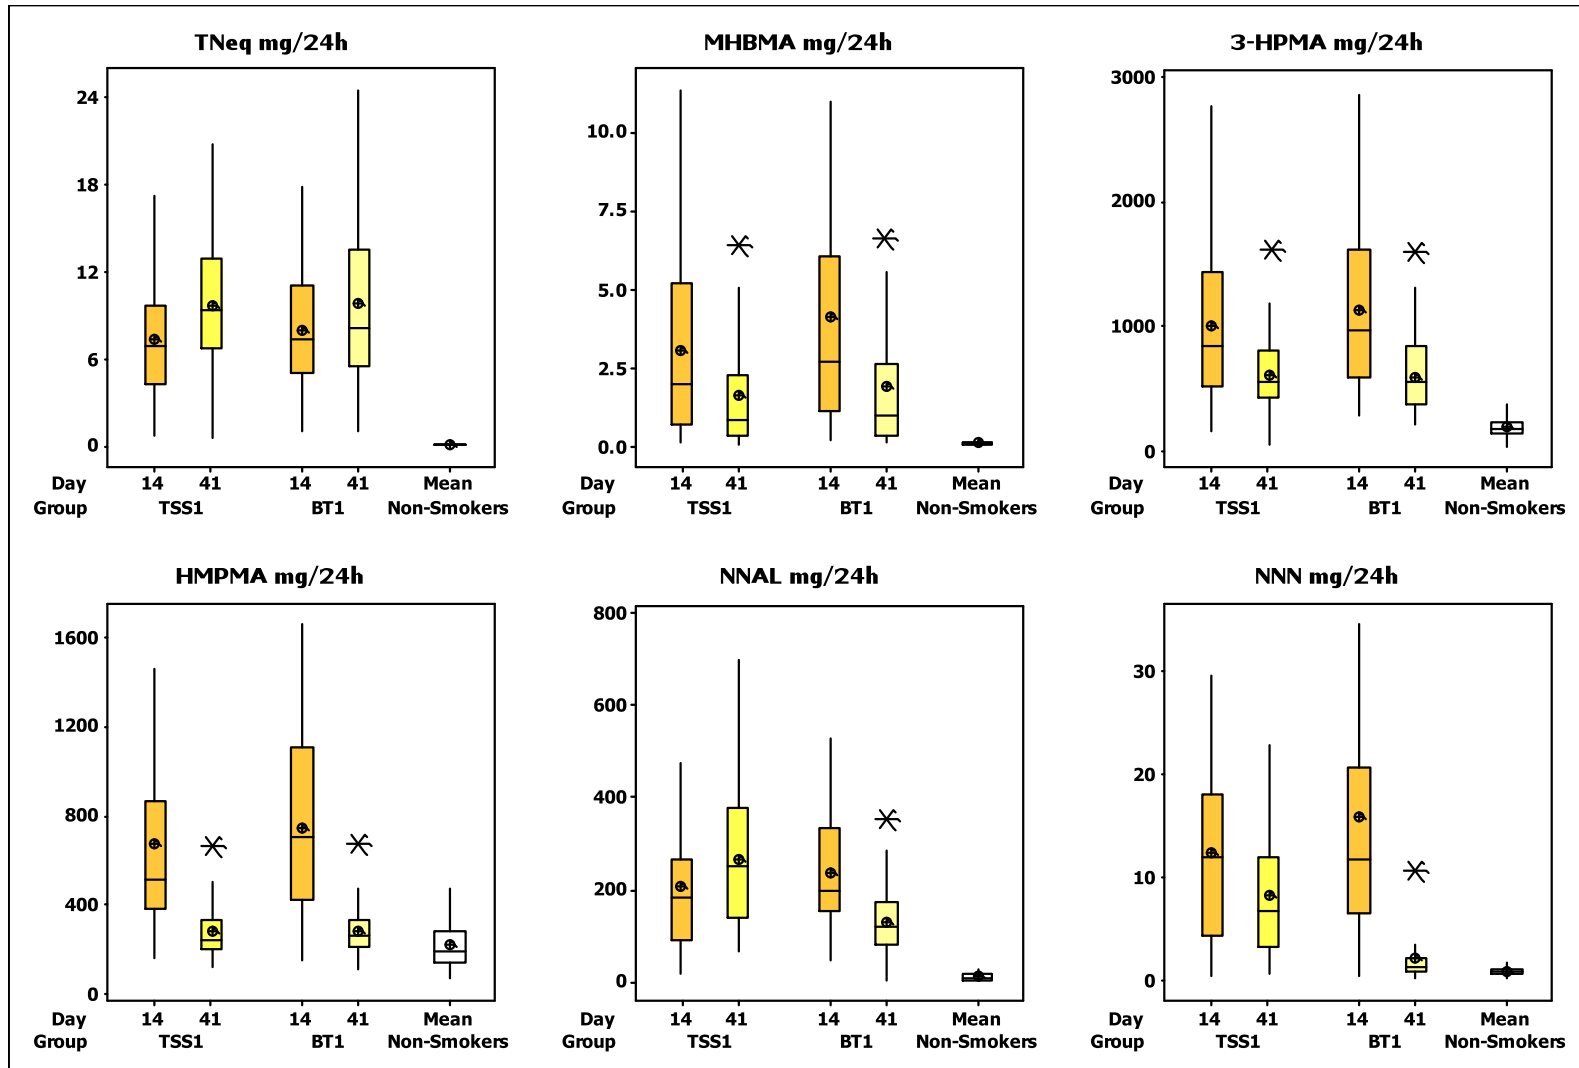 TNeq mg/24h
MHBMA mg/24h
3-HPMA mg/24h
24
18
12
6
0
10.0
7.5
5.0
2.5
0.0
3000
2000
1000
0
Day 14 41 14 41 Mean
Group TSS1 BT1 Non-Smokers
Day 14 41 14 41 Mean
Group TSS1 BT1 Non-Smokers
Day 14 41 14 41 Mean
Group TSS1 BT1 Non-Smokers
HMPMA mg/24h
NNAL mg/24h
NNN mg/24h
1600
1200
800
400
0
800
600
400
200
0
30
20
10
0
Day 14 41 14 41 Mean
Group TSS1 BT1 Non-Smokers
Day 14 41 14 41 Mean
Group TSS1 BT1 Non-Smokers
Day 14 41 14 41 Mean
Group TSS1 BT1 Non-Smokers